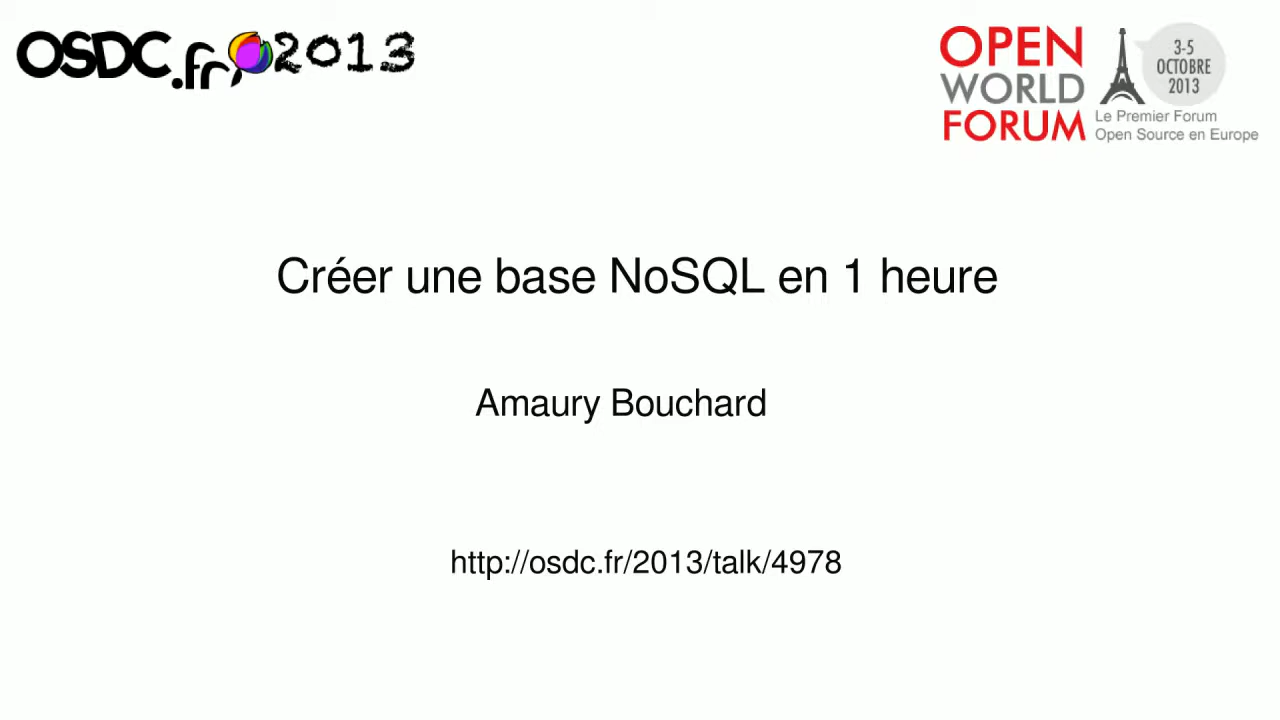 OSDC.fr 2013
OPEN
WORLD
FORUM
3-5
OCTOBRE
2013
Le Premier Forum
Open Source en Europe
Créer une base NoSQL en 1 heure
Amaury Bouchard
http://osdc.fr/2013/talk/4978